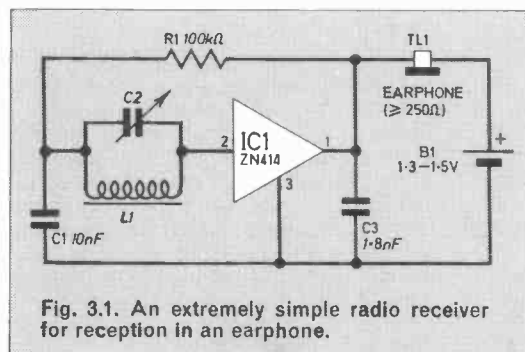 R1 100kΩ
TL1
C2
EARPHONE
(≥ 250Ω)
IC1
ZN414
2
1
3
+
B1
1·3–1·5V
L1
C1 10nF
C3
1·8nF
Fig. 3.1. An extremely simple radio receiver
for reception in an earphone.